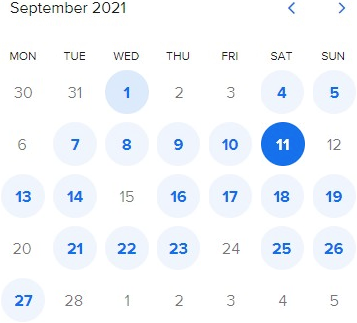 September 2021
MON TUE WED THU FRI SAT SUN
30 31 1 2 3 4 5
6 7 8 9 10 11 12
13 14 15 16 17 18 19
20 21 22 23 24 25 26
27 28 1 2 3 4 5